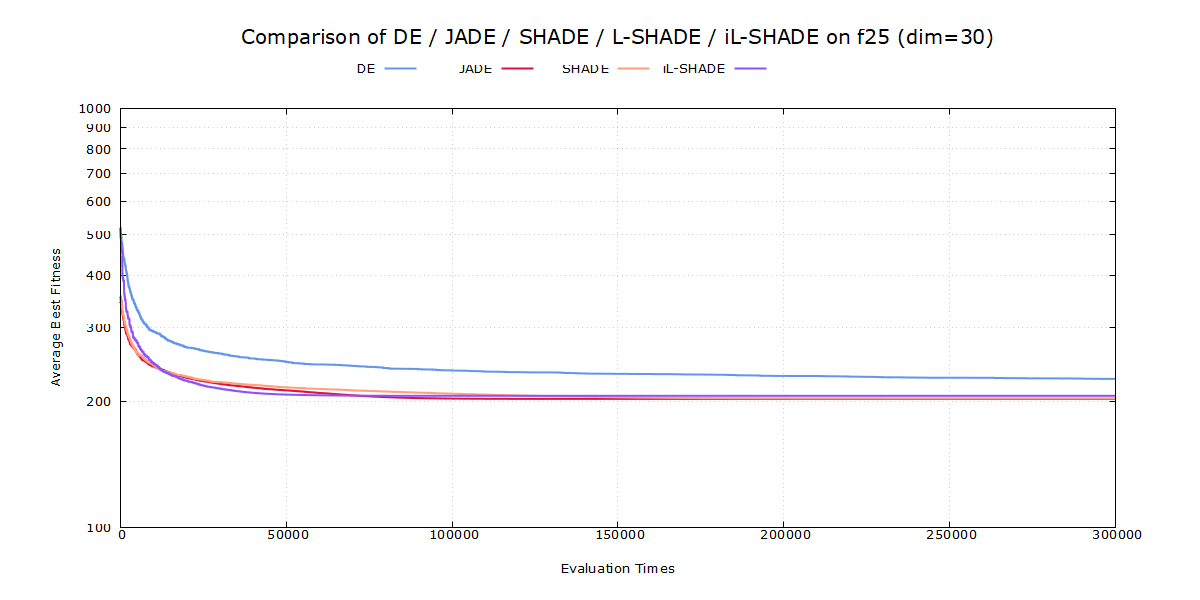 Comparison of DE / JADE / SHADE / L-SHADE / iL-SHADE on f25 (dim=30)
DE JADE SHADE iL-SHADE
1000
900
800
700
600
500
400
300
200
100
Average Best Fitness
0 50000 100000 150000 200000 250000 300000
Evaluation Times